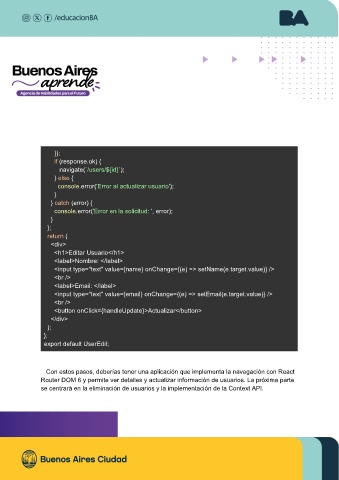 /educacionBA
BA
Buenos Aires
aprende
Agencia de Habilidades para el Futuro
});
if (response.ok) {
navigate(`/users/${id}`);
} else {
console.error('Error al actualizar usuario');
}
} catch (error) {
console.error('Error en la solicitud: ', error);
}
};
return (
<div>
<h1>Editar Usuario</h1>
<label>Nombre: </label>
<input type="text" value={name} onChange={(e) => setName(e.target.value)} />
<br />
<label>Email: </label>
<input type="text" value={email} onChange={(e) => setEmail(e.target.value)} />
<br />
<button onClick={handleUpdate}>Actualizar</button>
</div>
);
};
export default UserEdit;
Con estos pasos, deberías tener una aplicación que implementa la navegación con React
Router DOM 6 y permite ver detalles y actualizar información de usuarios. La próxima parte
se centrará en la eliminación de usuarios y la implementación de la Context API.
Buenos Aires Ciudad